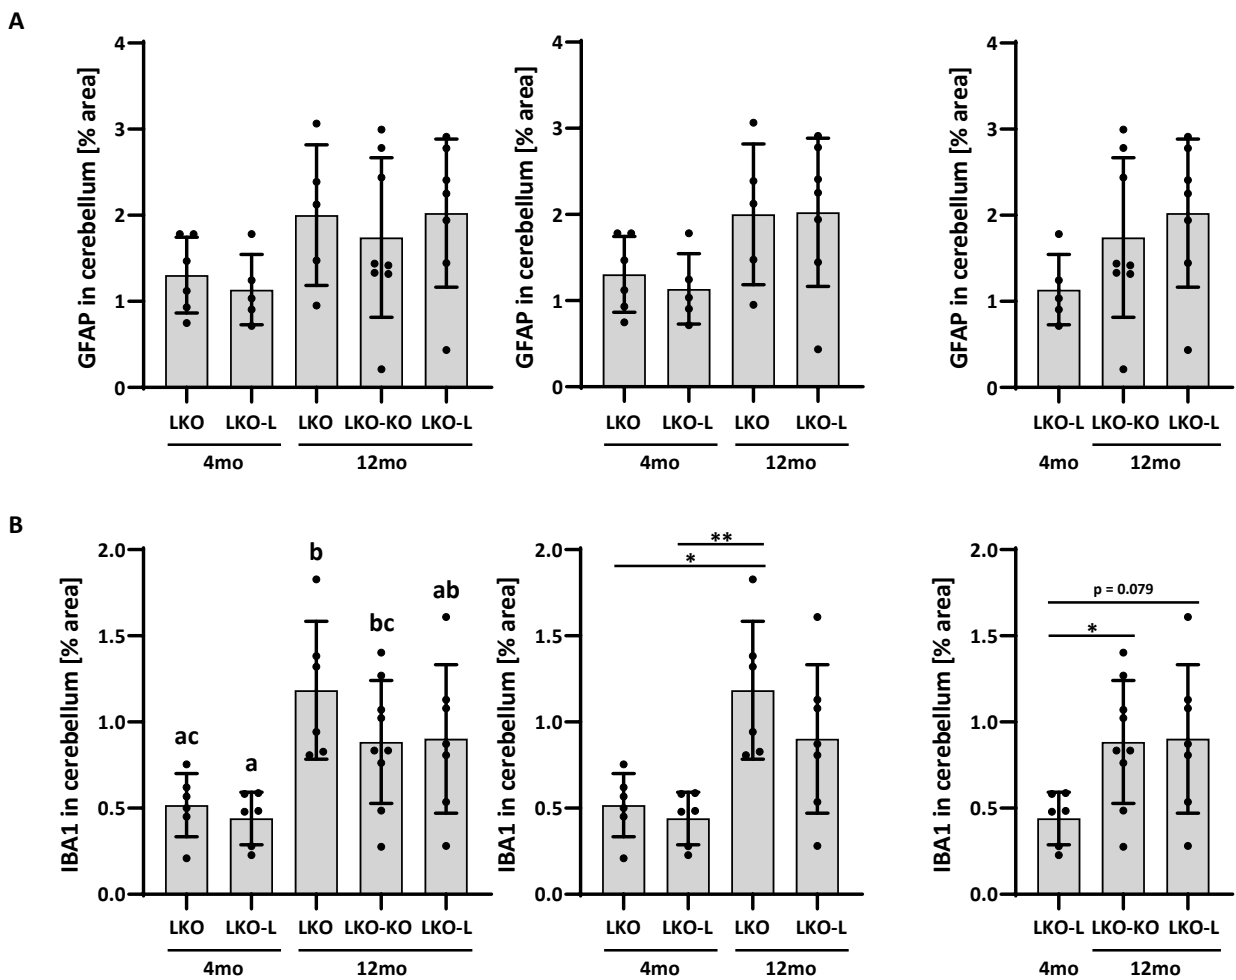 A
GFAP in cerebellum [% area]
4
3
2
1
0
LKO LKO-L LKO LKO-KO LKO-L
4mo 12mo
GFAP in cerebellum [% area]
4
3
2
1
0
LKO LKO-L LKO LKO-L
4mo 12mo
GFAP in cerebellum [% area]
4
3
2
1
0
LKO-L LKO-KO LKO-L
4mo 12mo
B
IBA1 in cerebellum [% area]
2.0
1.5
1.0
0.5
0.0
ac a b bc ab
LKO LKO-L LKO LKO-KO LKO-L
4mo 12mo
IBA1 in cerebellum [% area]
2.0
1.5
1.0
0.5
0.0
**
*
LKO LKO-L LKO LKO-L
4mo 12mo
IBA1 in cerebellum [% area]
2.0
1.5
1.0
0.5
0.0
p = 0.079
*
LKO-L LKO-KO LKO-L
4mo 12mo